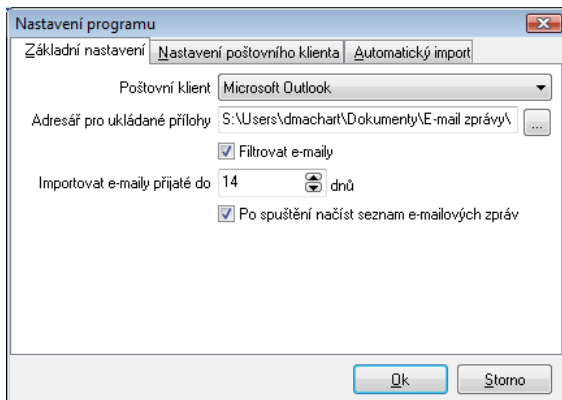 Nastavení programu
Základní nastavení Nastavení poštovního klienta Automatický import
Poštovní klient Microsoft Outlook
Adresář pro ukládané přílohy S:\Users\dmachart\Dokumenty\E-mail zprávy\ ...
Filtrovat e-maily
Importovat e-maily přijaté do 14 dnů
Po spuštění načíst seznam e-mailových zpráv
Ok Storno